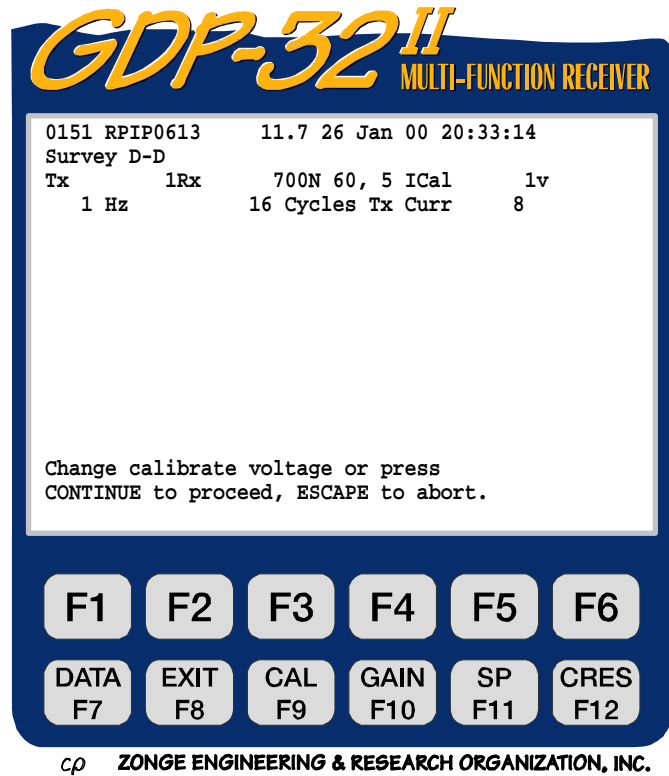 GDP-32 II
MULTI-FUNCTION RECEIVER
0151 RPIP0613 11.7 26 Jan 00 20:33:14
Survey D-D
Tx 1Rx 700N 60, 5 ICal 1v
1 Hz 16 Cycles Tx Curr 8
Change calibrate voltage or press
CONTINUE to proceed, ESCAPE to abort.
F1 F2 F3 F4 F5 F6
DATA EXIT CAL GAIN SP CRES
F7 F8 F9 F10 F11 F12
cρ ZONGE ENGINEERING & RESEARCH ORGANIZATION, INC.